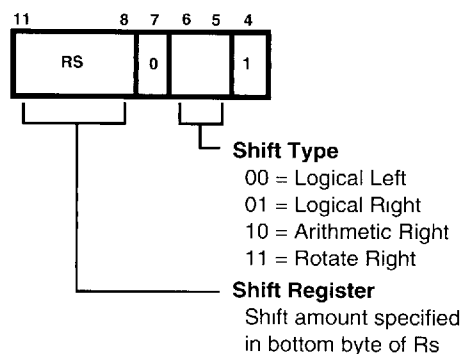 11 8 7 6 5 4
RS 0 1
Shift Type
00 = Logical Left
01 = Logical Right
10 = Arithmetic Right
11 = Rotate Right
Shift Register
Shift amount specified
in bottom byte of Rs